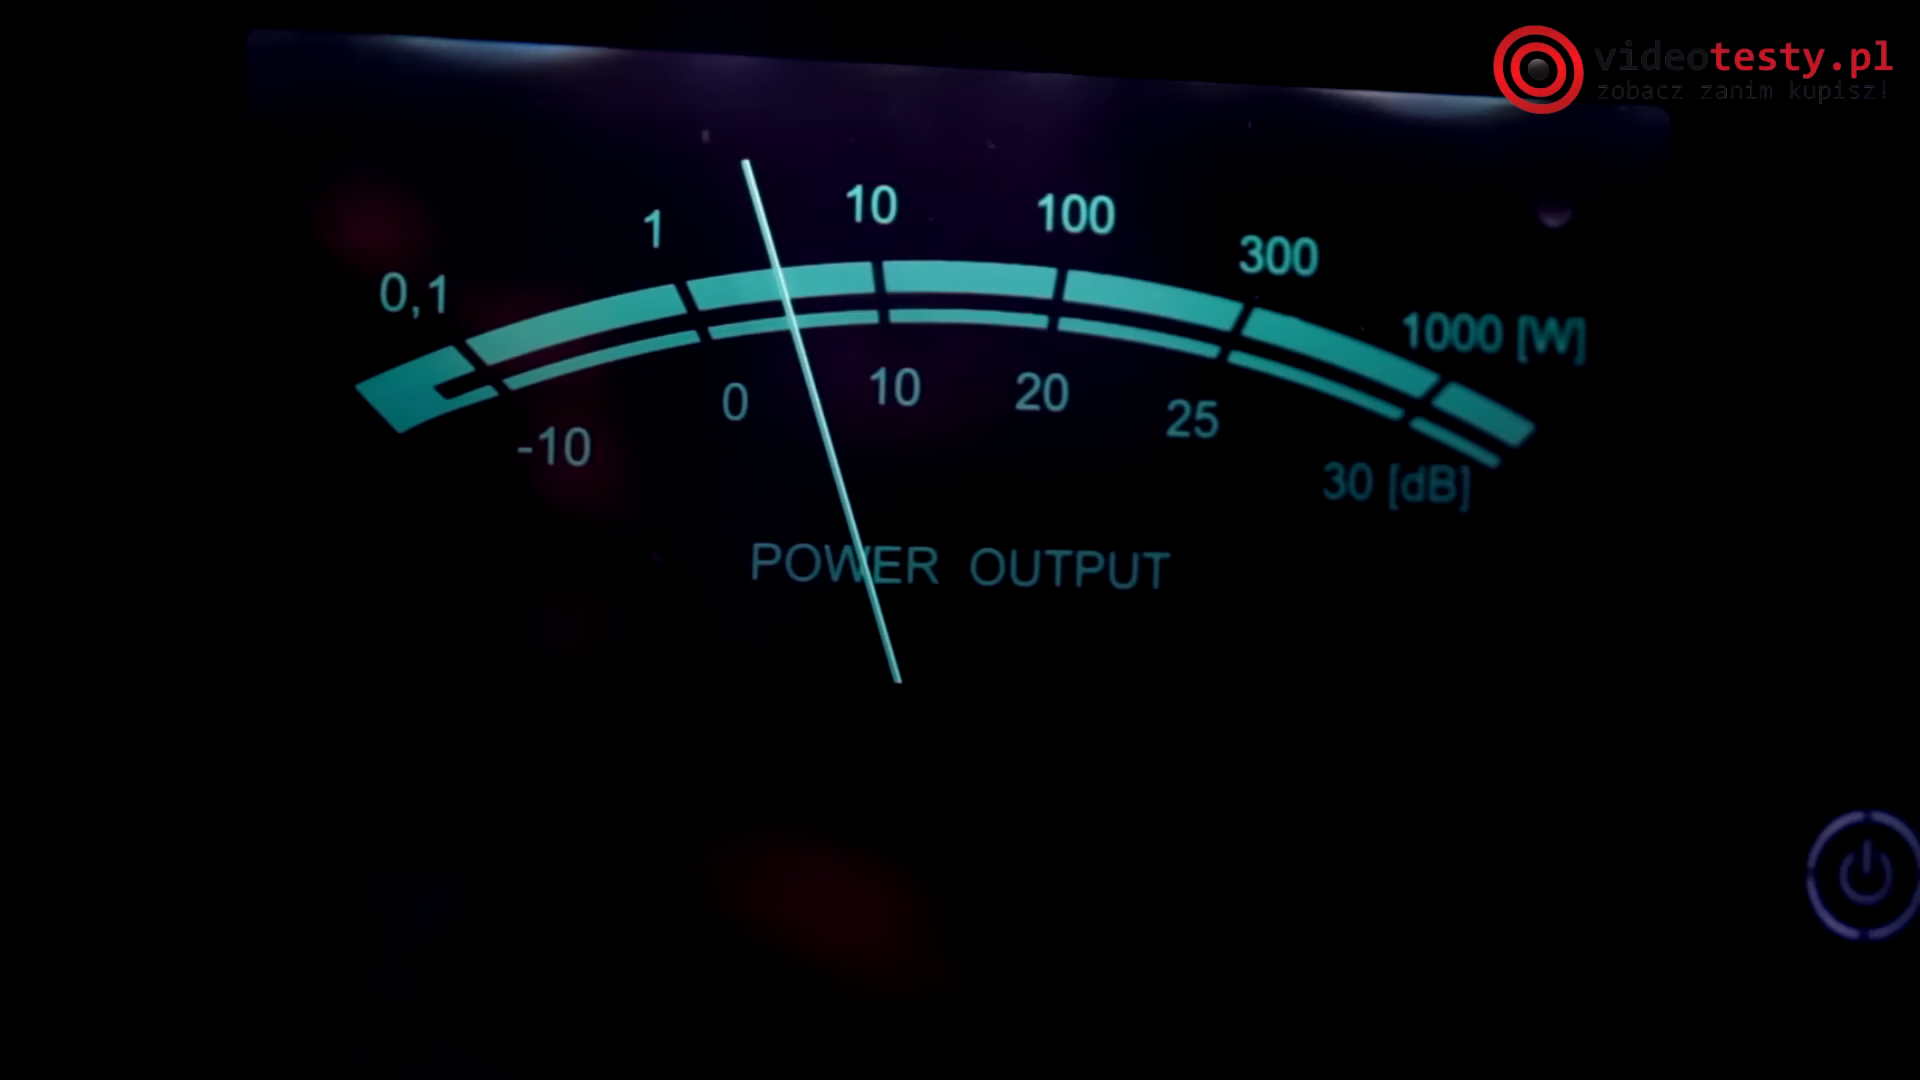 videotesty.pl
zobacz zanim kupisz!
0,1 1 10 100 300 1000 [W]
-10 0 10 20 25 30 [dB]
POWER OUTPUT